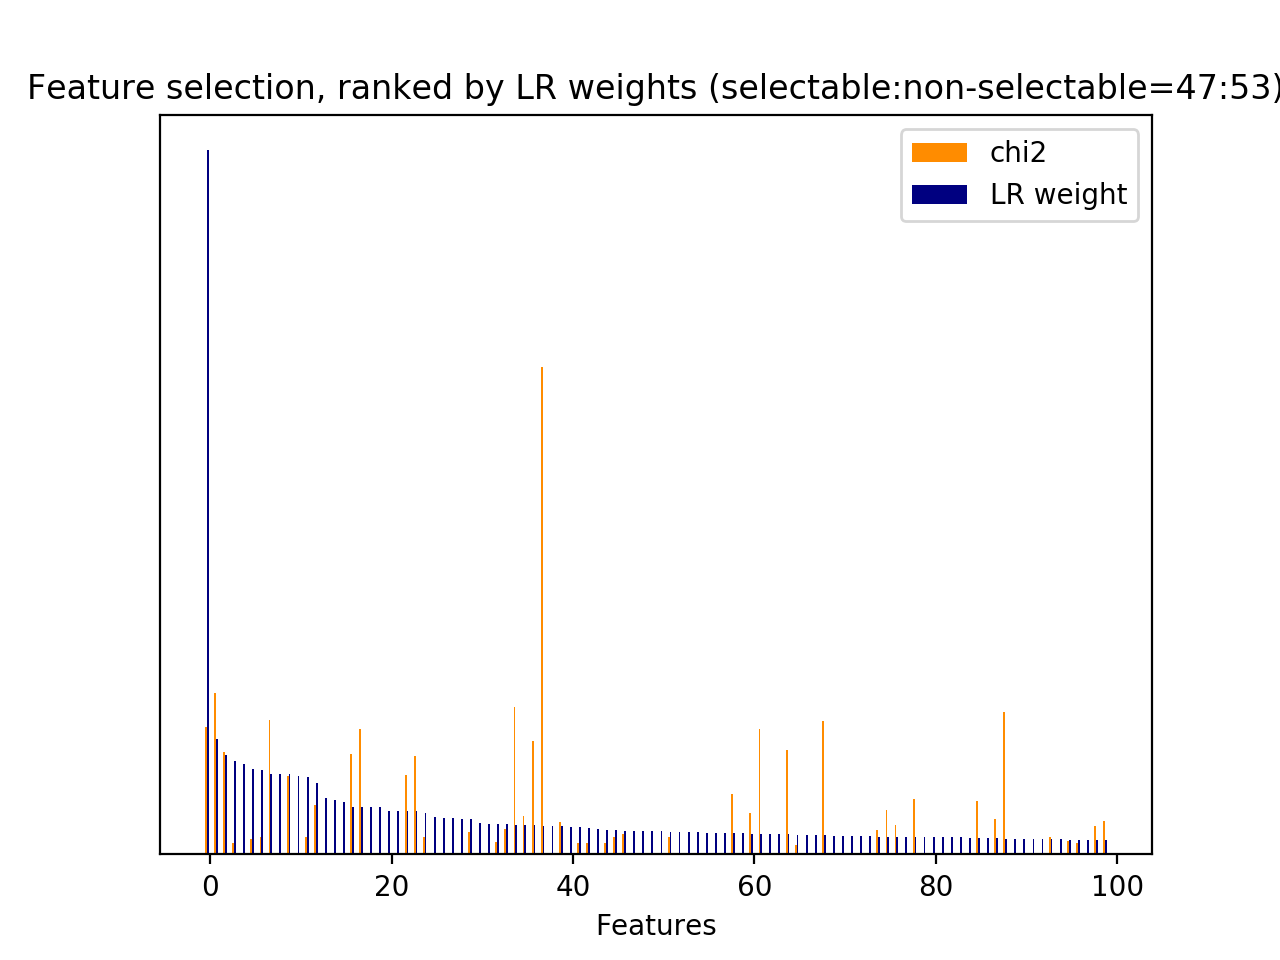 Feature selection, ranked by LR weights (selectable:non-selectable=47:53)
chi2
LR weight
0 20 40 60 80 100
Features